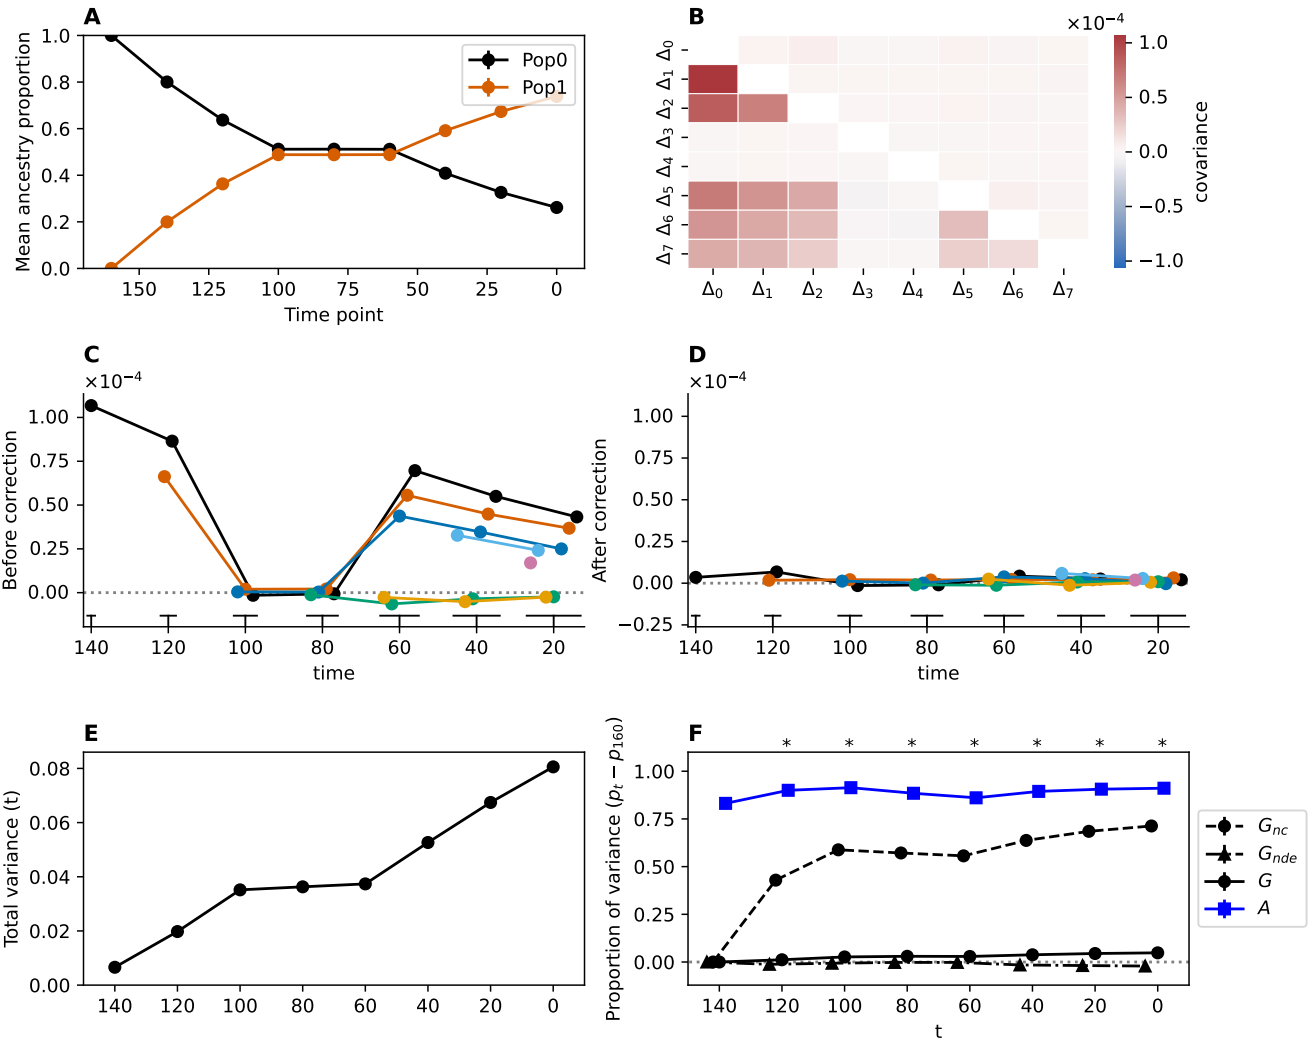 A
Mean ancestry proportion
1.0
0.8
0.6
0.4
0.2
0.0
Pop0
Pop1
150 125 100 75 50 25 0
Time point
B
×10⁻⁴
Δ₀
Δ₁
Δ₂
Δ₃
Δ₄
Δ₅
Δ₆
Δ₇
Δ₀ Δ₁ Δ₂ Δ₃ Δ₄ Δ₅ Δ₆ Δ₇
1.0
0.5
0.0
−0.5
−1.0
covariance
C
×10⁻⁴
Before correction
1.00
0.75
0.50
0.25
0.00
140 120 100 80 60 40 20
time
D
×10⁻⁴
After correction
1.00
0.75
0.50
0.25
0.00
−0.25
140 120 100 80 60 40 20
time
E
Total variance (t)
0.08
0.06
0.04
0.02
0.00
140 120 100 80 60 40 20 0
F
* * * * * * *
Proportion of variance (pₜ − p₁₆₀)
1.00
0.75
0.50
0.25
0.00
140 120 100 80 60 40 20 0
t
G_nc
G_nde
G
A